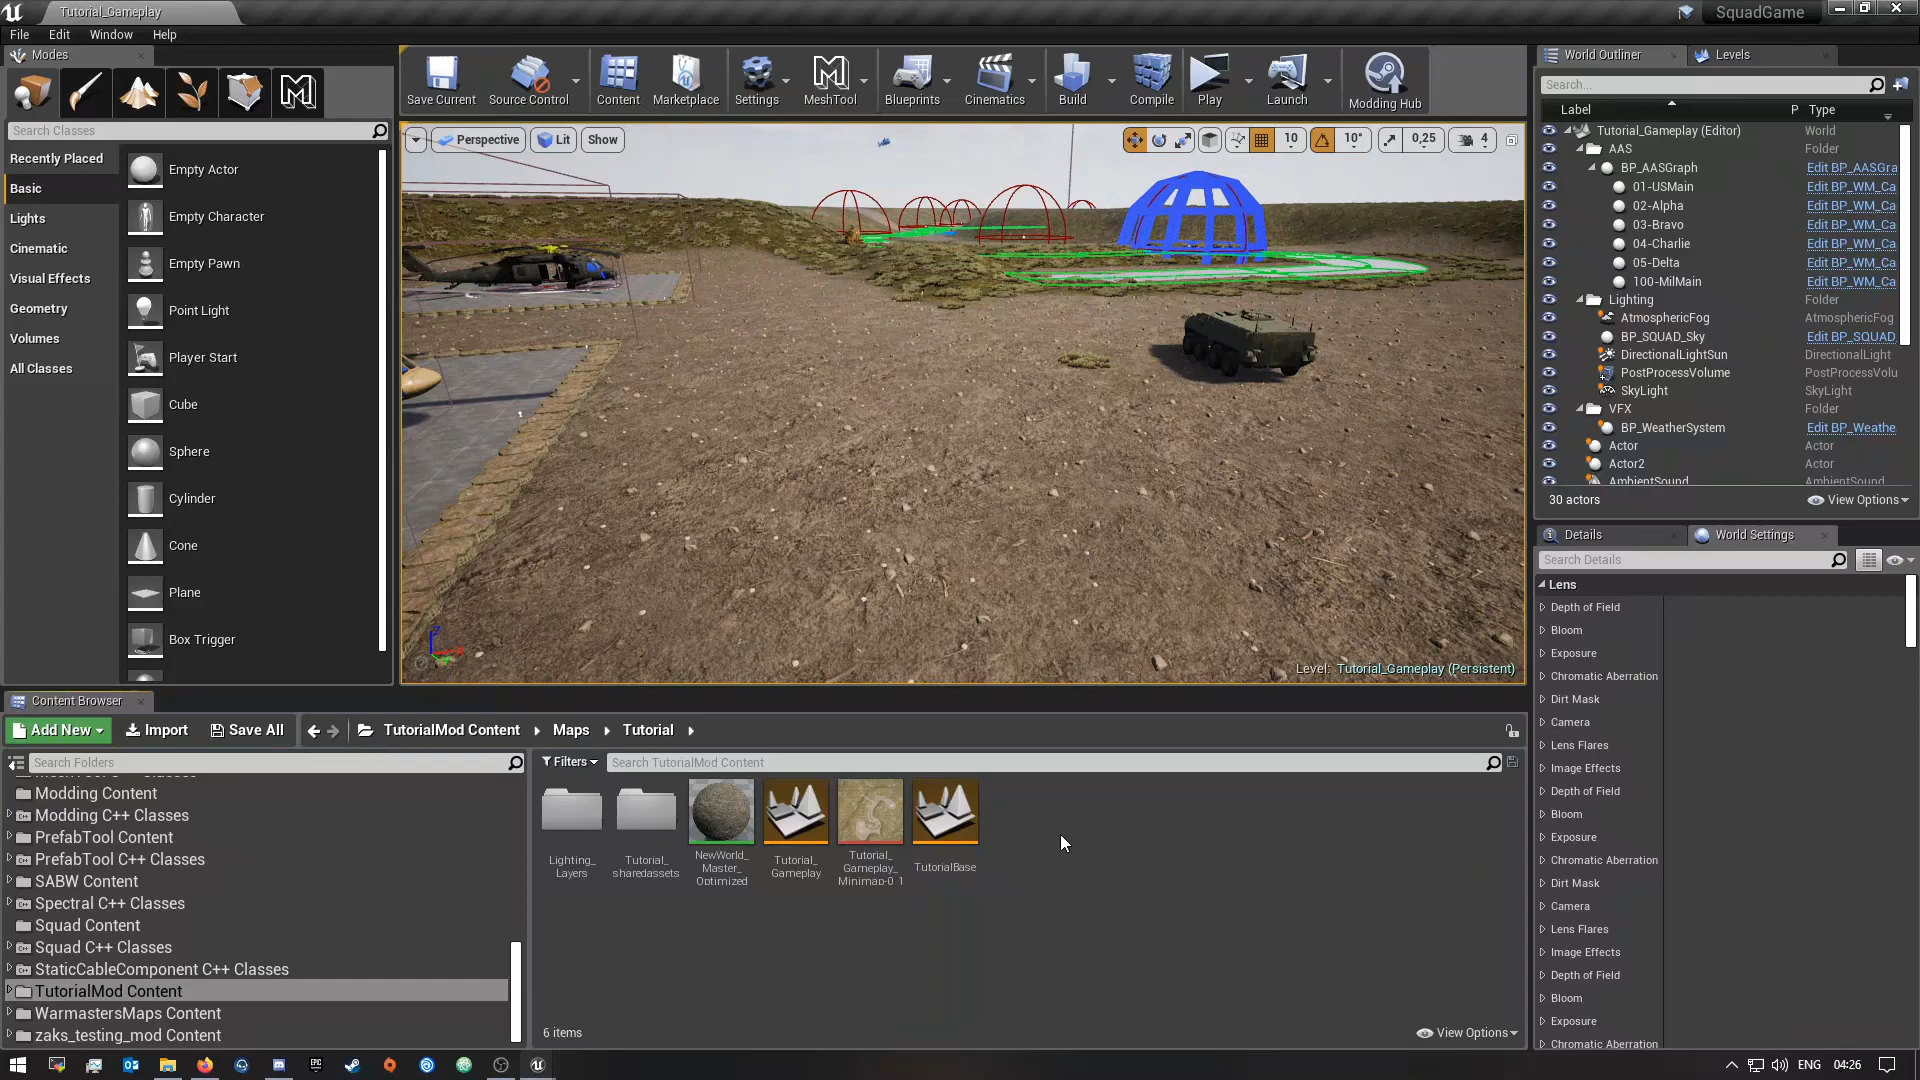 Tutorial_Gameplay
SquadGame
File Edit Window Help
Modes
Search Classes
Recently Placed
Basic
Lights
Cinematic
Visual Effects
Geometry
Volumes
All Classes
Empty Actor
Empty Character
Empty Pawn
Point Light
Player Start
Cube
Sphere
Cylinder
Cone
Plane
Box Trigger
Save Current Source Control Content Marketplace Settings MeshTool Blueprints Cinematics Build Compile Play Launch Modding Hub
Perspective Lit Show
10 10° 0,25 4
Level: Tutorial_Gameplay (Persistent)
World Outliner Levels
Search...
Label P Type
Tutorial_Gameplay (Editor) World
AAS Folder
BP_AASGraph Edit BP_AASGra
01-USMain Edit BP_WM_Ca
02-Alpha Edit BP_WM_Ca
03-Bravo Edit BP_WM_Ca
04-Charlie Edit BP_WM_Ca
05-Delta Edit BP_WM_Ca
100-MilMain Edit BP_WM_Ca
Lighting Folder
AtmosphericFog AtmosphericFog
BP_SQUAD_Sky Edit BP_SQUAD_
DirectionalLightSun DirectionalLight
PostProcessVolume PostProcessVolu
SkyLight SkyLight
VFX Folder
BP_WeatherSystem Edit BP_Weathe
Actor Actor
Actor2 Actor
AmbientSound AmbientSound
30 actors View Options
Details World Settings
Search Details
Lens
Depth of Field
Bloom
Exposure
Chromatic Aberration
Dirt Mask
Camera
Lens Flares
Image Effects
Depth of Field
Bloom
Exposure
Chromatic Aberration
Dirt Mask
Camera
Lens Flares
Image Effects
Depth of Field
Bloom
Exposure
Chromatic Aberration
Content Browser
Add New Import Save All TutorialMod Content Maps Tutorial
Search Folders
Modding Content
Modding C++ Classes
PrefabTool Content
PrefabTool C++ Classes
SABW Content
Spectral C++ Classes
Squad Content
Squad C++ Classes
StaticCableComponent C++ Classes
TutorialMod Content
WarmastersMaps Content
zaks_testing_mod Content
Filters Search TutorialMod Content
Lighting_
Layers
Tutorial_
sharedassets
NewWorld_
Master_
Optimized
Tutorial_
Gameplay
Tutorial_
Gameplay_
Minimap-0_1
TutorialBase
6 items View Options
EPIC
ENG 04:26